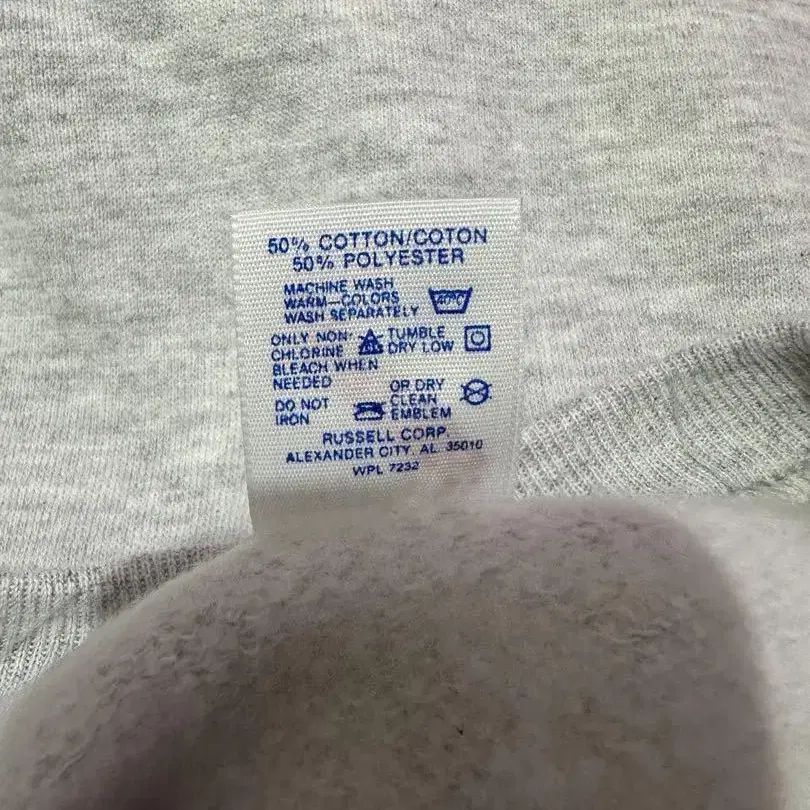 50% COTTON/COTON
50% POLYESTER
MACHINE WASH
WARM-COLORS
WASH SEPARATELY
40°C
ONLY NON-
CHLORINE
BLEACH WHEN
NEEDED
TUMBLE
DRY LOW
DO NOT
IRON
OR DRY
CLEAN
EMBLEM
RUSSELL CORP.
ALEXANDER CITY, AL. 35010
WPL 7232